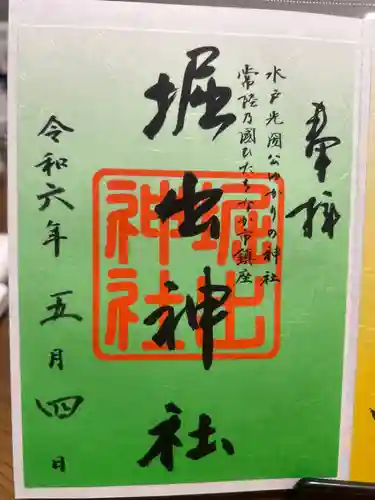 奉拝
水戸光圀公ゆかりの神社
常陸乃國ひたちなか市鎮座
堀出神社
堀出
神社
令和六年五月四日